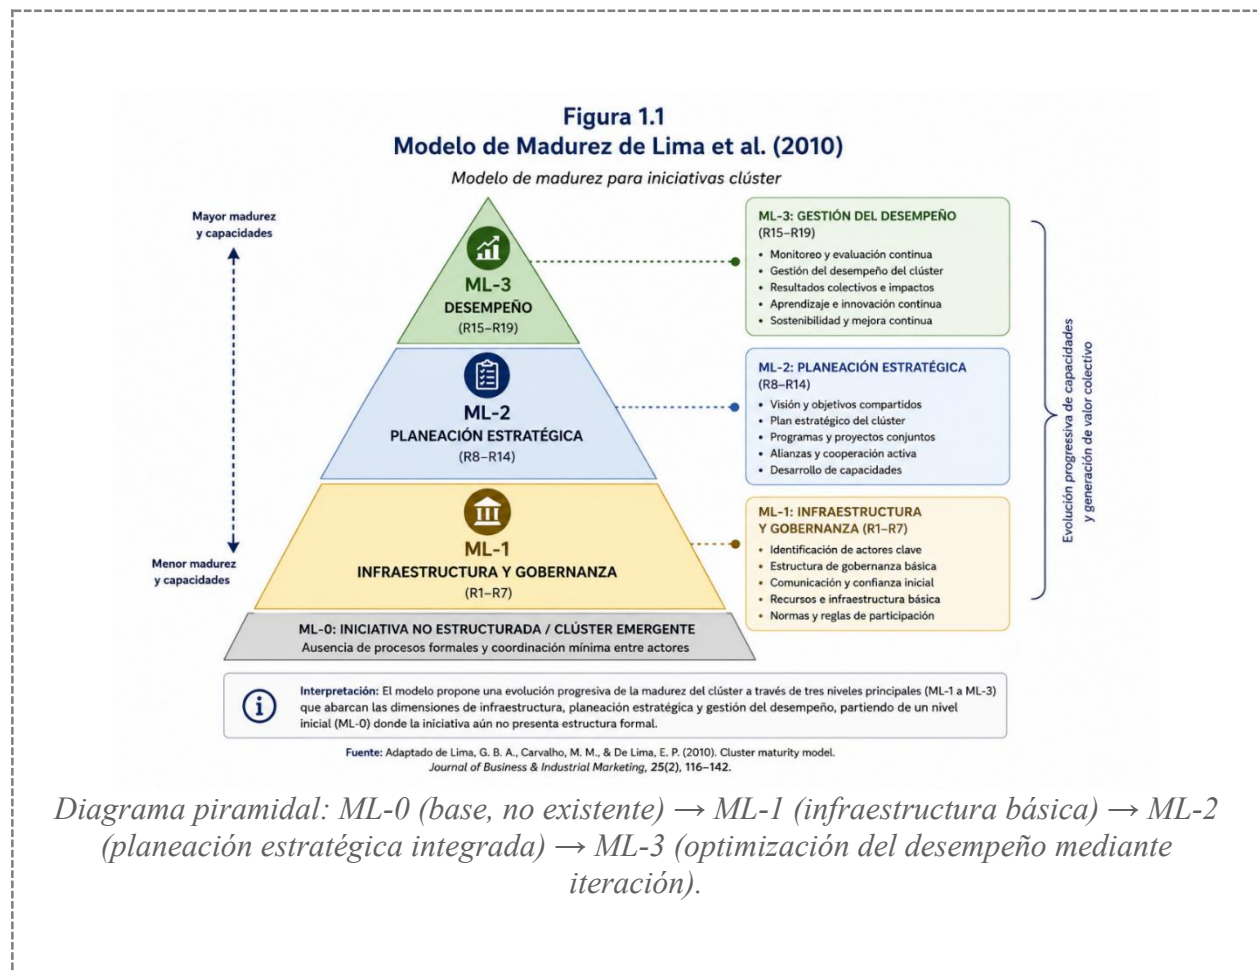 Figura 1.1
Modelo de Madurez de Lima et al. (2010)
Modelo de madurez para iniciativas clúster
Mayor madurez
y capacidades
Menor madurez
y capacidades
ML-3
DESEMPEÑO
(R15–R19)
ML-2
PLANEACIÓN ESTRATÉGICA
(R8–R14)
ML-1
INFRAESTRUCTURA Y GOBERNANZA
(R1–R7)
ML-0: INICIATIVA NO ESTRUCTURADA / CLÚSTER EMERGENTE
Ausencia de procesos formales y coordinación mínima entre actores
ML-3: GESTIÓN DEL DESEMPEÑO
(R15–R19)
• Monitoreo y evaluación continua
• Gestión del desempeño del clúster
• Resultados colectivos e impactos
• Aprendizaje e innovación continua
• Sostenibilidad y mejora continua
ML-2: PLANEACIÓN ESTRATÉGICA
(R8–R14)
• Visión y objetivos compartidos
• Plan estratégico del clúster
• Programas y proyectos conjuntos
• Alianzas y cooperación activa
• Desarrollo de capacidades
ML-1: INFRAESTRUCTURA
Y GOBERNANZA (R1–R7)
• Identificación de actores clave
• Estructura de gobernanza básica
• Comunicación y confianza inicial
• Recursos e infraestructura básica
• Normas y reglas de participación
Evolución progresiva de capacidades
y generación de valor colectivo
Interpretación: El modelo propone una evolución progresiva de la madurez del clúster a través de tres niveles principales (ML-1 a ML-3)
que abarcan las dimensiones de infraestructura, planeación estratégica y gestión del desempeño, partiendo de un nivel
inicial (ML-0) donde la iniciativa aún no presenta estructura formal.
Fuente: Adaptado de Lima, G. B. A., Carvalho, M. M., & De Lima, E. P. (2010). Cluster maturity model.
Journal of Business & Industrial Marketing, 25(2), 116–142.
Diagrama piramidal: ML-0 (base, no existente) → ML-1 (infraestructura básica) → ML-2
(planeación estratégica integrada) → ML-3 (optimización del desempeño mediante
iteración).